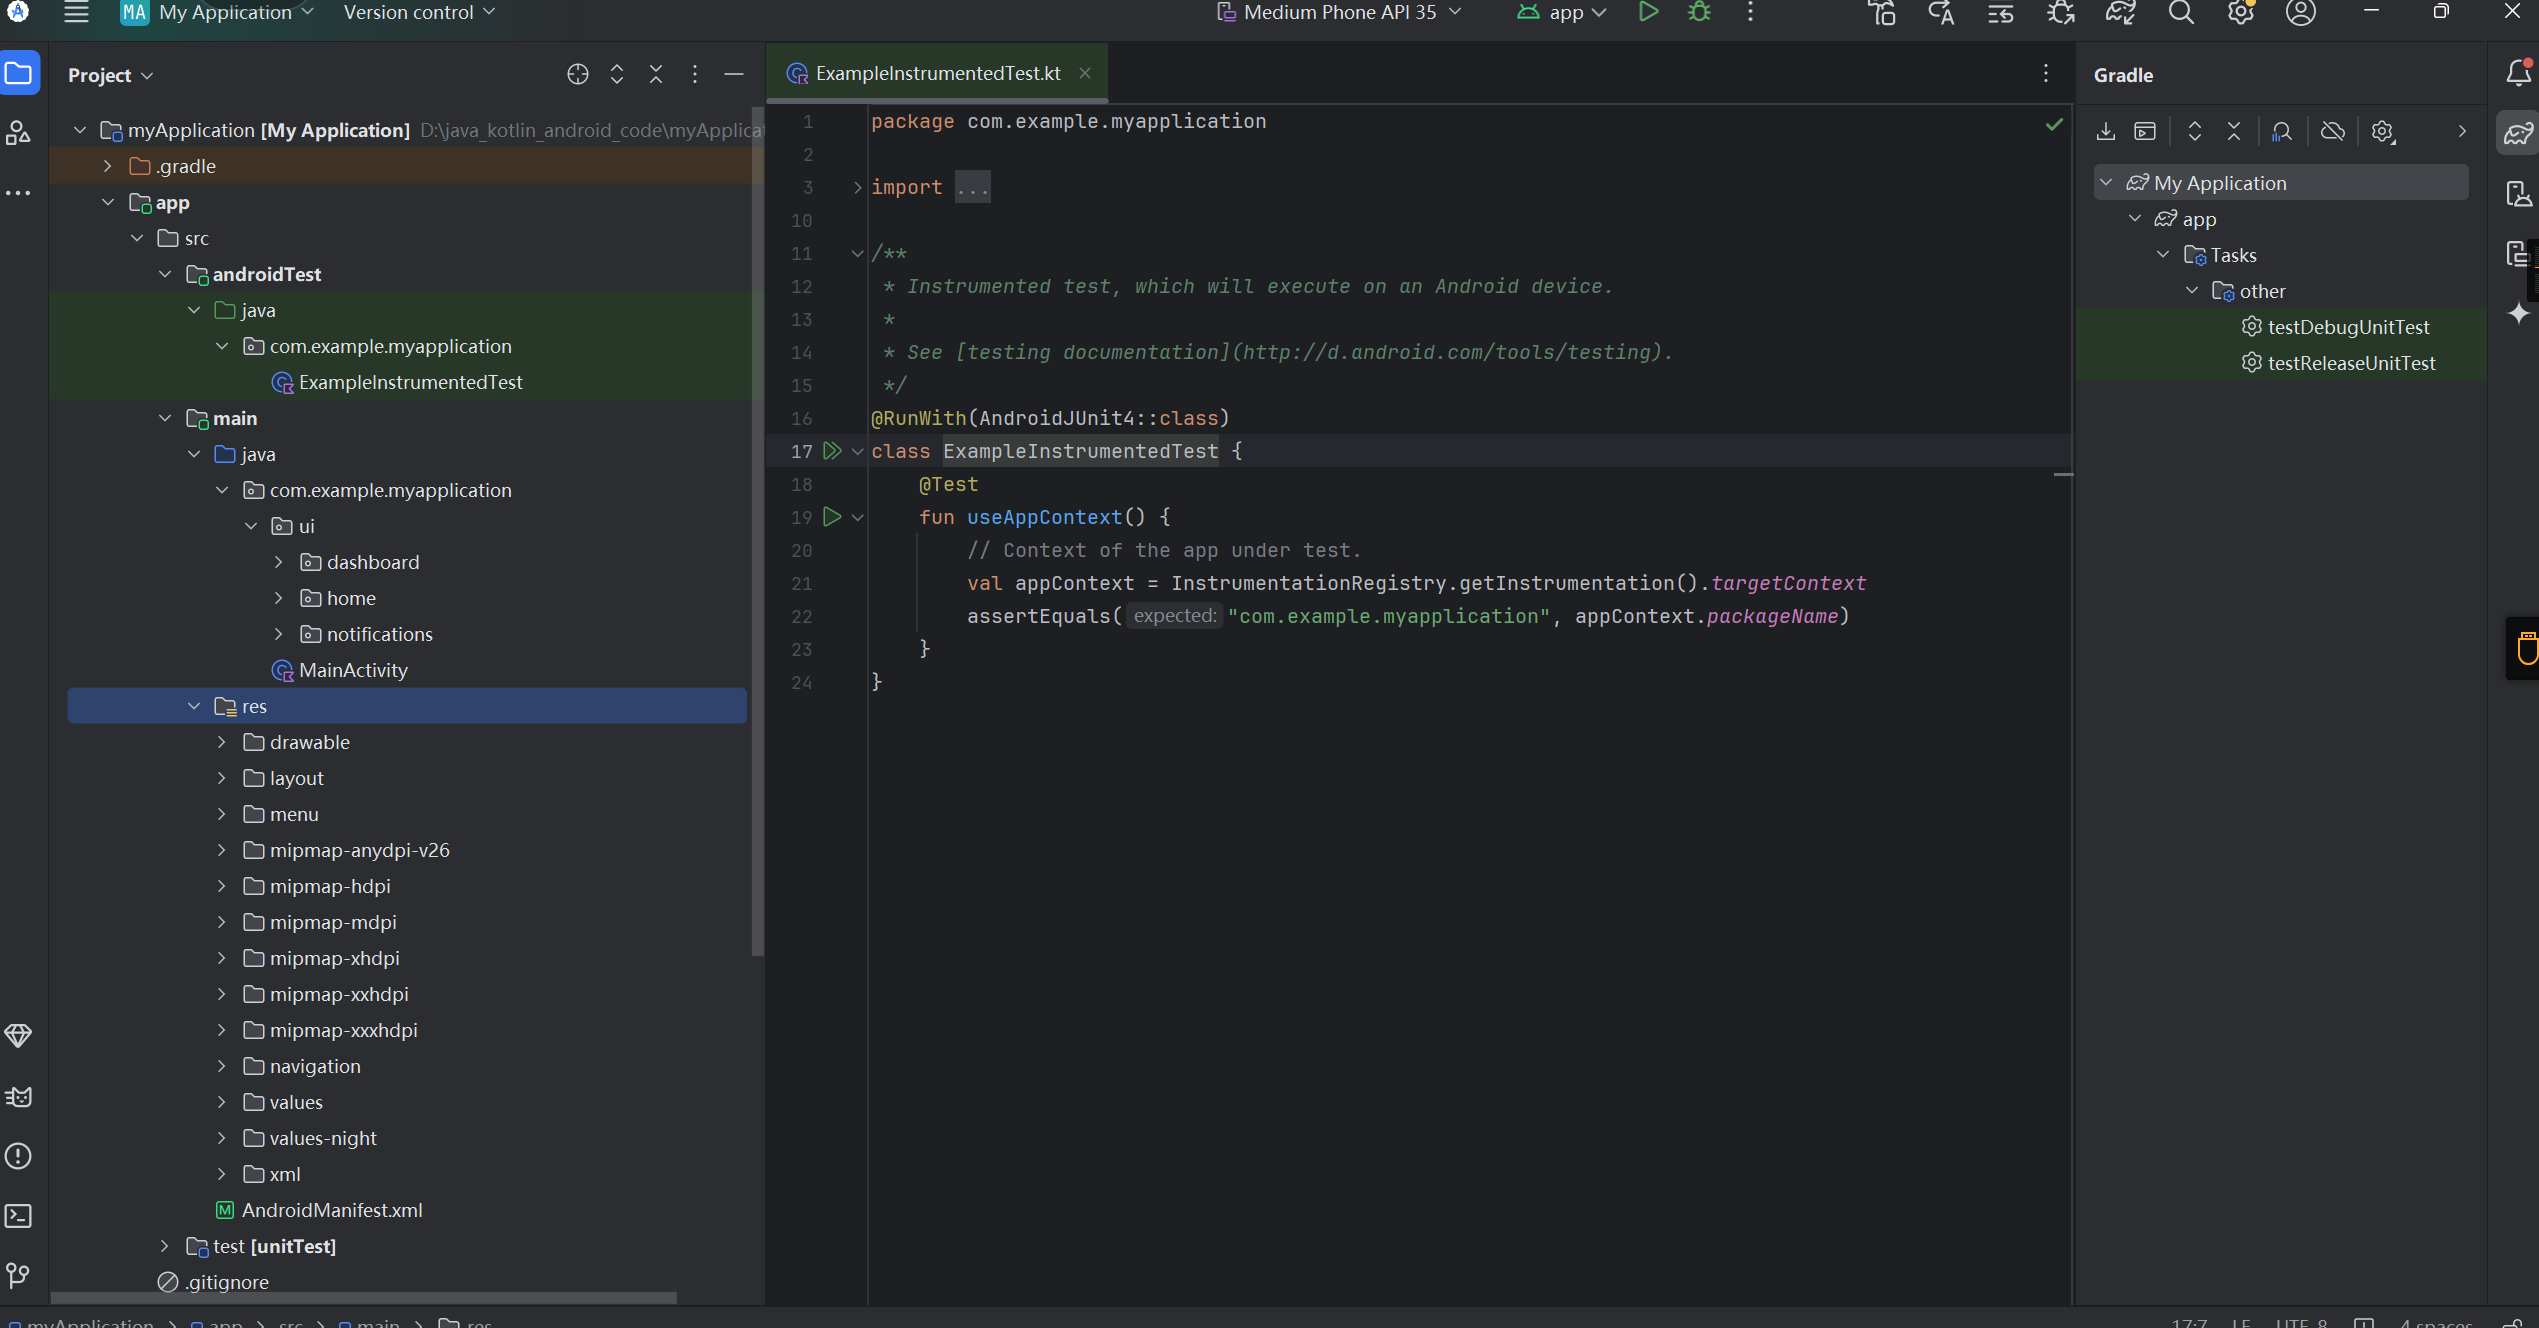 MA My Application Version control Medium Phone API 35 app
Project
myApplication [My Application] D:\java_kotlin_android_code\myApplicat
.gradle
app
src
androidTest
java
com.example.myapplication
ExampleInstrumentedTest
main
java
com.example.myapplication
ui
dashboard
home
notifications
MainActivity
res
drawable
layout
menu
mipmap-anydpi-v26
mipmap-hdpi
mipmap-mdpi
mipmap-xhdpi
mipmap-xxhdpi
mipmap-xxxhdpi
navigation
values
values-night
xml
AndroidManifest.xml
test [unitTest]
.gitignore
ExampleInstrumentedTest.kt
1 package com.example.myapplication
2
3 import ...
10
11 /**
12 * Instrumented test, which will execute on an Android device.
13 *
14 * See [testing documentation](http://d.android.com/tools/testing).
15 */
16 @RunWith(AndroidJUnit4::class)
17 class ExampleInstrumentedTest {
18 @Test
19 fun useAppContext() {
20 // Context of the app under test.
21 val appContext = InstrumentationRegistry.getInstrumentation().targetContext
22 assertEquals( expected: "com.example.myapplication", appContext.packageName)
23 }
24 }
Gradle
My Application
app
Tasks
other
testDebugUnitTest
testReleaseUnitTest
myApplication > app > src > main > res
17:7 LF UTF-8 4 spaces